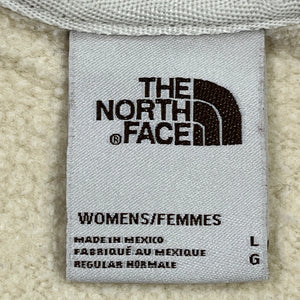 THE
NORTH
® FACE
WOMENS/FEMMES
MADE IN MEXICO L
FABRIQUÉ AU MEXIQUE G
REGULAR NORMALE